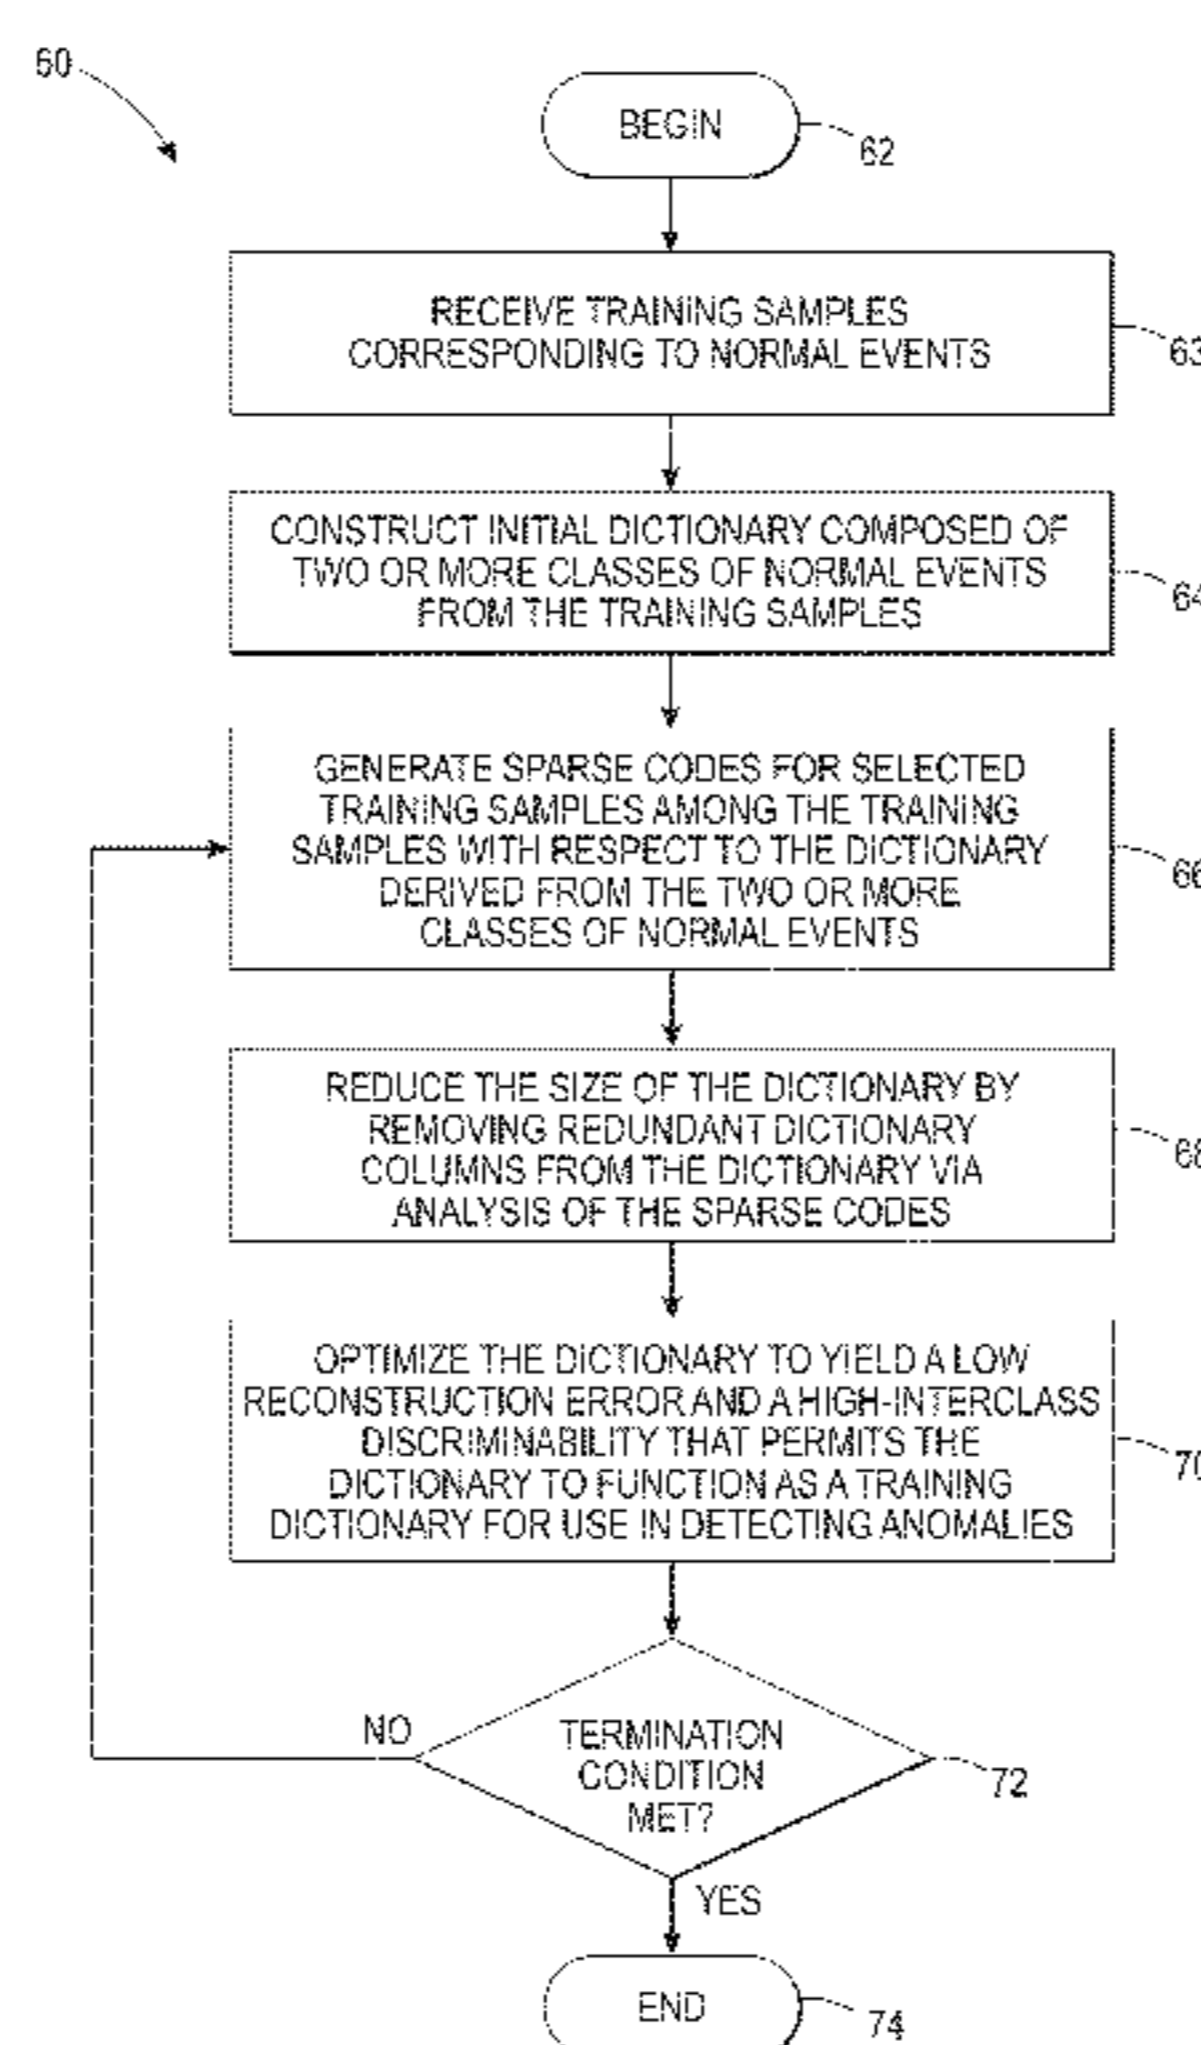 60
BEGIN
62
RECEIVE TRAINING SAMPLES
CORRESPONDING TO NORMAL EVENTS
63
CONSTRUCT INITIAL DICTIONARY COMPOSED OF
TWO OR MORE CLASSES OF NORMAL EVENTS
FROM THE TRAINING SAMPLES
64
GENERATE SPARSE CODES FOR SELECTED
TRAINING SAMPLES AMONG THE TRAINING
SAMPLES WITH RESPECT TO THE DICTIONARY
DERIVED FROM THE TWO OR MORE
CLASSES OF NORMAL EVENTS
66
REDUCE THE SIZE OF THE DICTIONARY BY
REMOVING REDUNDANT DICTIONARY
COLUMNS FROM THE DICTIONARY VIA
ANALYSIS OF THE SPARSE CODES
68
OPTIMIZE THE DICTIONARY TO YIELD A LOW
RECONSTRUCTION ERROR AND A HIGH-INTERCLASS
DISCRIMINABILITY THAT PERMITS THE
DICTIONARY TO FUNCTION AS A TRAINING
DICTIONARY FOR USE IN DETECTING ANOMALIES
70
NO
TERMINATION
CONDITION
MET?
72
YES
END
74